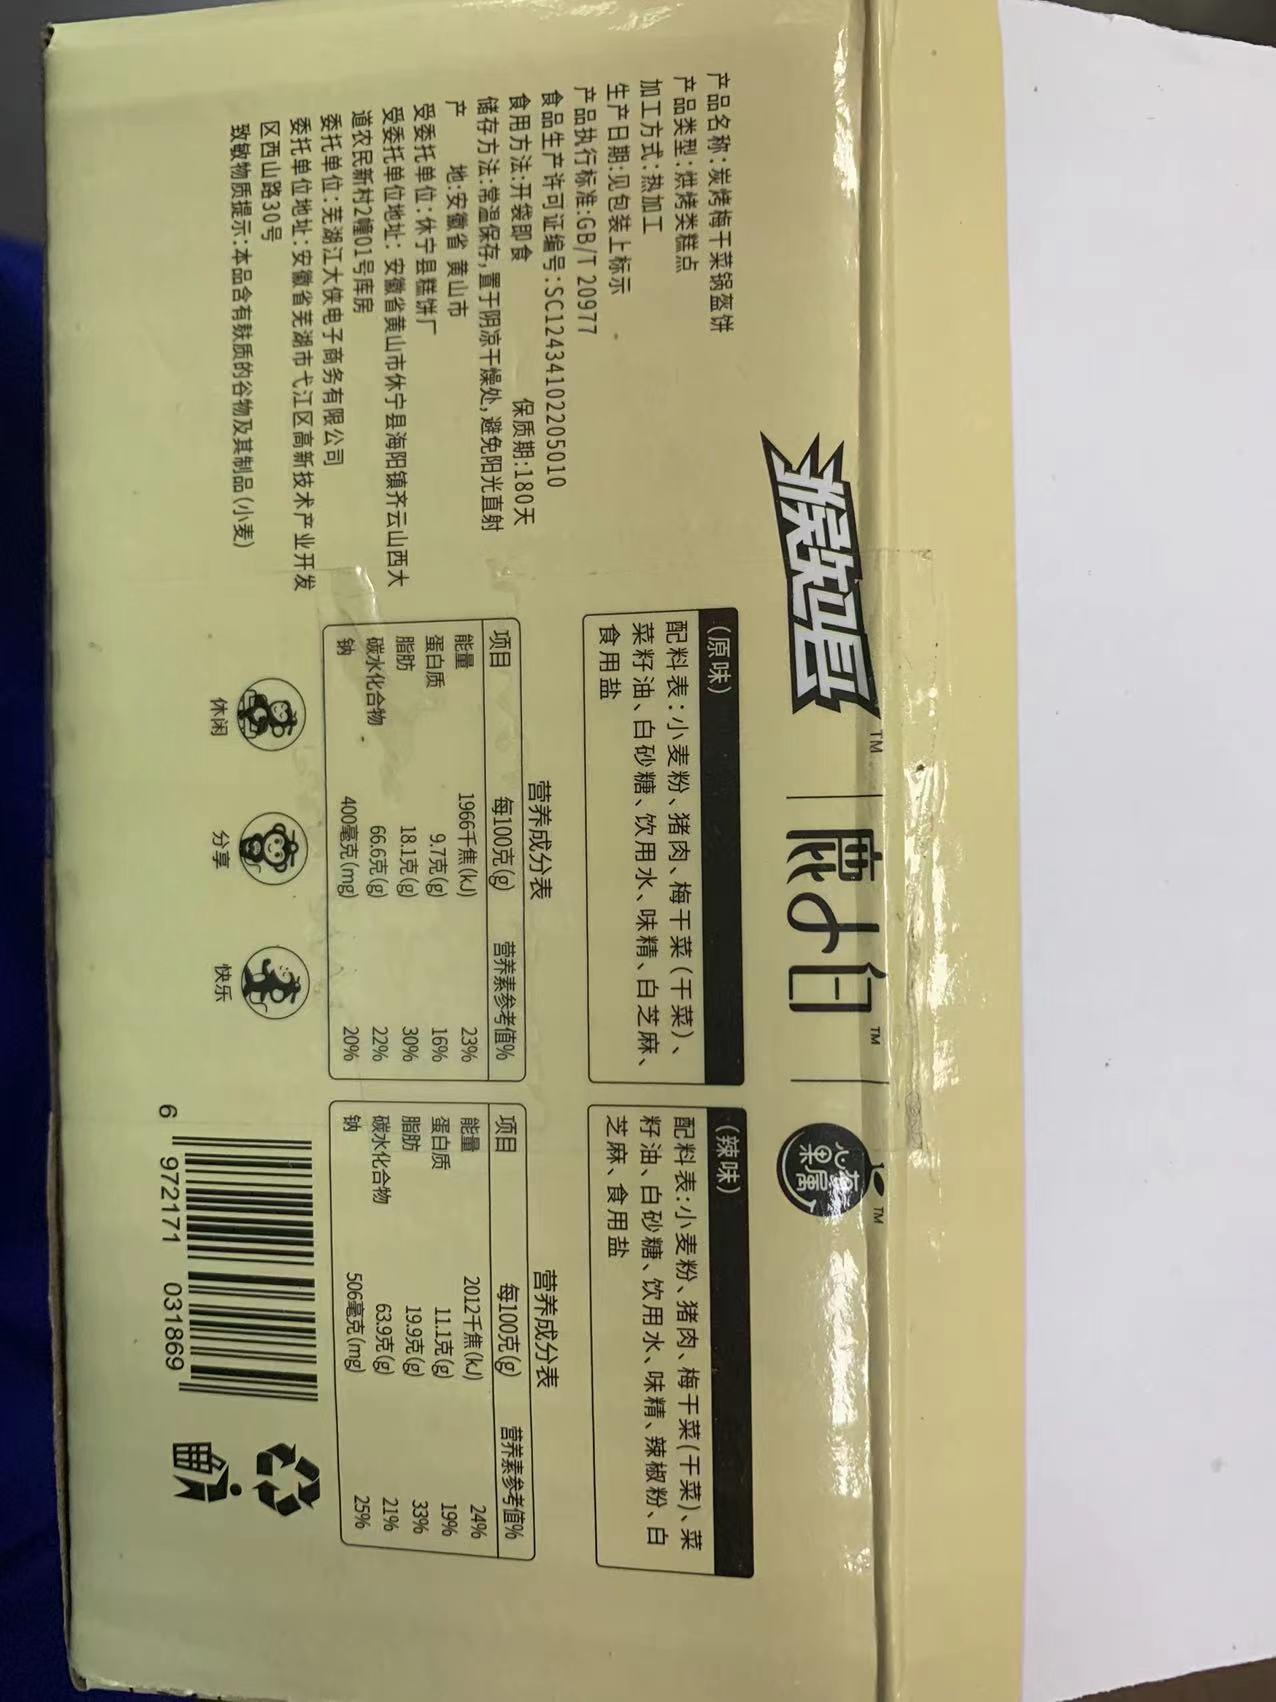 猴知县 TM
鹿小白 TM
心有果属 TM
产品名称:炭烤梅干菜锅盔饼
产品类型:烘烤类糕点
加工方式:热加工
生产日期:见包装上标示
产品执行标准:GB/T 20977
食品生产许可证编号:SC12434102205010
食用方法:开袋即食 保质期:180天
储存方法:常温保存,置于阴凉干燥处,避免阳光直射
产 地:安徽省 黄山市
受委托单位:休宁县糕饼厂
受委托单位地址: 安徽省黄山市休宁县海阳镇齐云山西大
道农民新村2幢01号库房
委托单位:芜湖江大侠电子商务有限公司
委托单位地址:安徽省芜湖市弋江区高新技术产业开发
区西山路30号
致敏物质提示:本品含有麸质的谷物及其制品(小麦)
(原味)
配料表:小麦粉、猪肉、梅干菜(干菜)、
菜籽油、白砂糖、饮用水、味精、白芝麻、
食用盐
营养成分表
项目 每100克(g) 营养素参考值%
能量 1966千焦(kJ) 23%
蛋白质 9.7克(g) 16%
脂肪 18.1克(g) 30%
碳水化合物 66.6克(g) 22%
钠 400毫克(mg) 20%
(辣味)
配料表:小麦粉、猪肉、梅干菜(干菜)、菜
籽油、白砂糖、饮用水、味精、辣椒粉、白
芝麻、食用盐
营养成分表
项目 每100克(g) 营养素参考值%
能量 2012千焦(kJ) 24%
蛋白质 11.1克(g) 19%
脂肪 19.9克(g) 33%
碳水化合物 63.9克(g) 21%
钠 506毫克(mg) 25%
休闲 分享 快乐
6 972171 031869